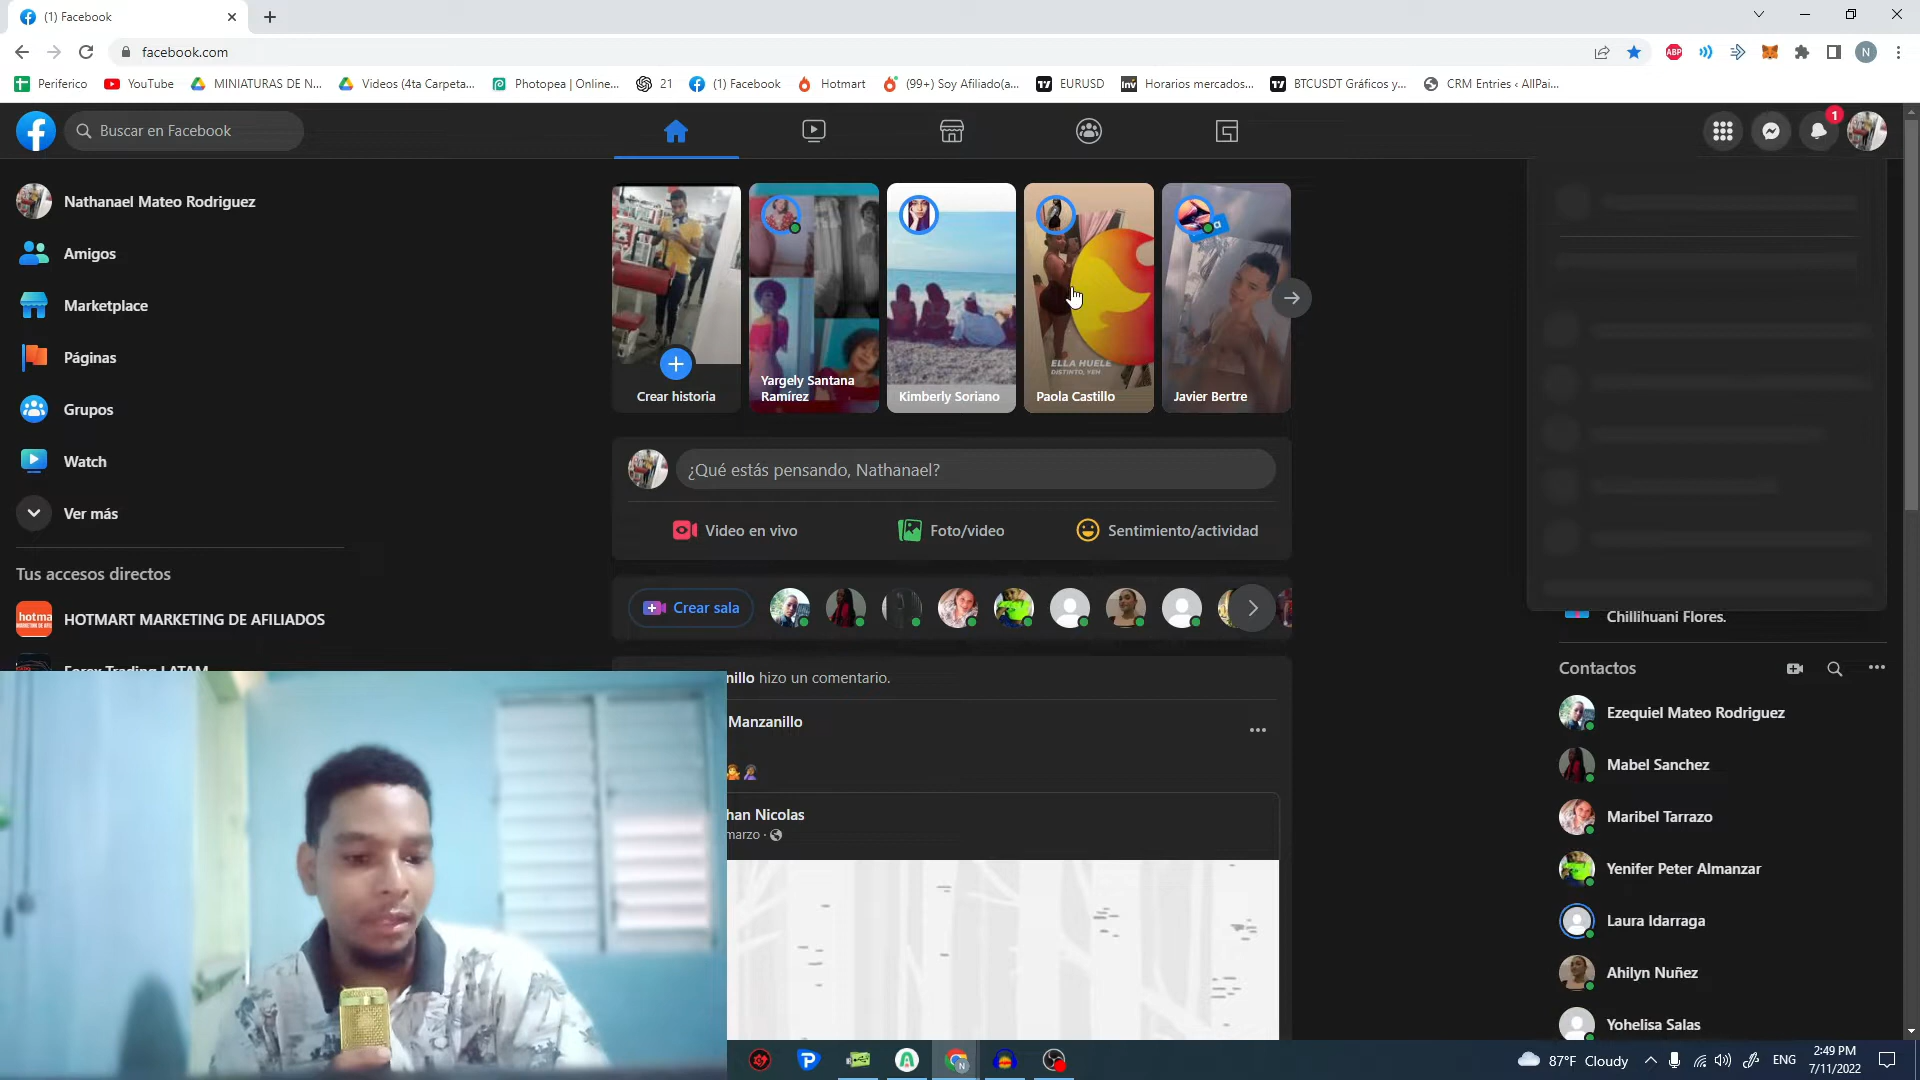 (1) Facebook
facebook.com
Periferico
YouTube
MINIATURAS DE N...
Videos (4ta Carpeta...
Photopea | Online...
21
(1) Facebook
Hotmart
(99+) Soy Afiliado(a...
EURUSD
Horarios mercados...
BTCUSDT Gráficos y...
CRM Entries ‹ AllPai...
ABP
N
Buscar en Facebook
1
Nathanael Mateo Rodriguez
Amigos
Marketplace
Páginas
Grupos
Watch
Ver más
Tus accesos directos
HOTMART MARKETING DE AFILIADOS
Forex Trading LATAM
Crear historia
Yargely Santana
Ramírez
Kimberly Soriano
ELLA HUELE
DISTINTO, YEH
Paola Castillo
Javier Bertre
¿Qué estás pensando, Nathanael?
Video en vivo
Foto/video
Sentimiento/actividad
Crear sala
nillo hizo un comentario.
Manzanillo
han Nicolas
marzo ·
Chillihuani Flores.
Contactos
Ezequiel Mateo Rodriguez
Mabel Sanchez
Maribel Tarrazo
Yenifer Peter Almanzar
Laura Idarraga
Ahilyn Nuñez
Yohelisa Salas
87°F Cloudy
ENG
2:49 PM
7/11/2022